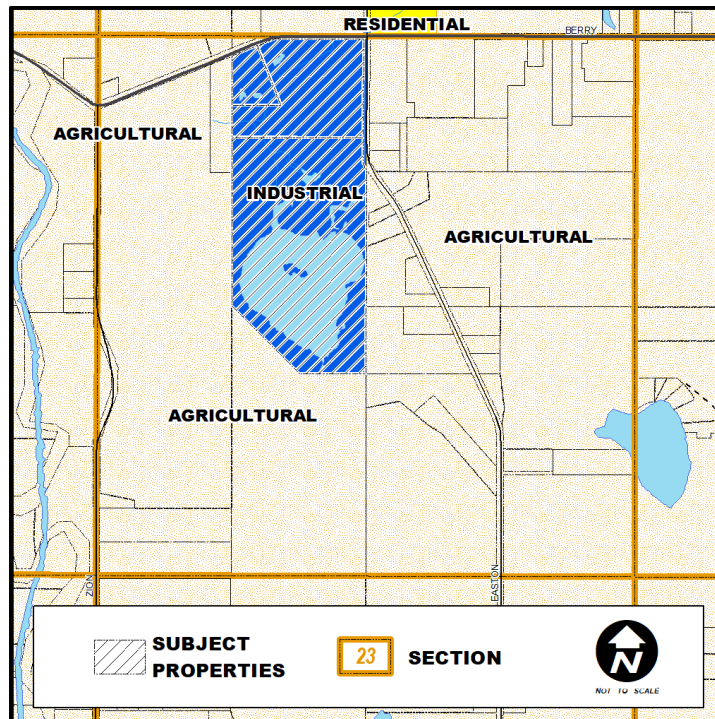 RESIDENTIAL
BERRY
AGRICULTURAL
INDUSTRIAL
AGRICULTURAL
AGRICULTURAL
ZION
EASTON
SUBJECT
PROPERTIES
23
SECTION
N
NOT TO SCALE